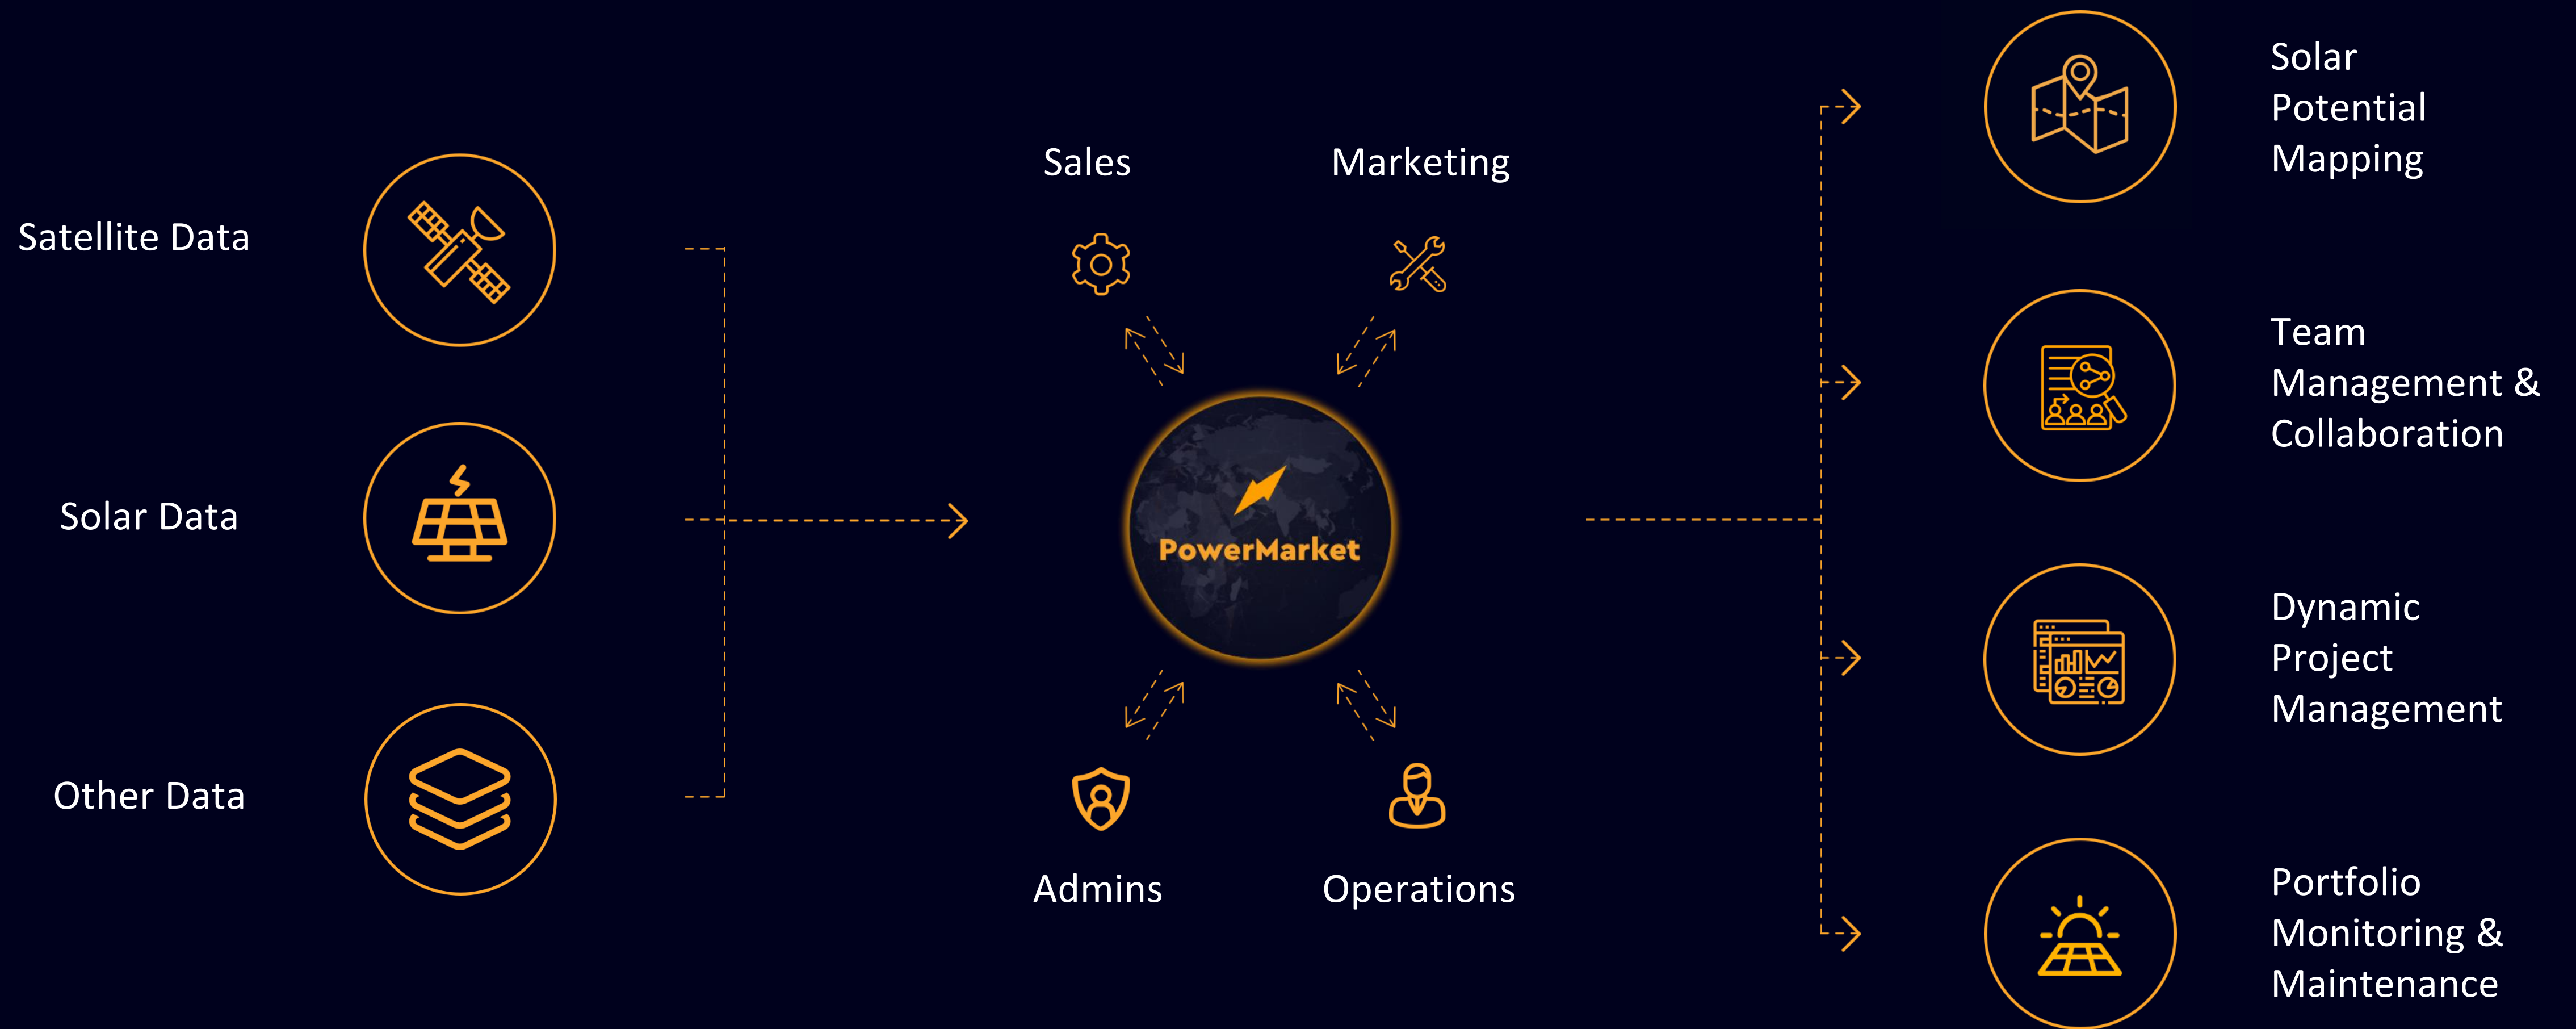 Satellite Data
Solar Data
Other Data
Sales
Marketing
PowerMarket
Admins
Operations
Solar
Potential
Mapping
Team
Management &
Collaboration
Dynamic
Project
Management
Portfolio
Monitoring &
Maintenance